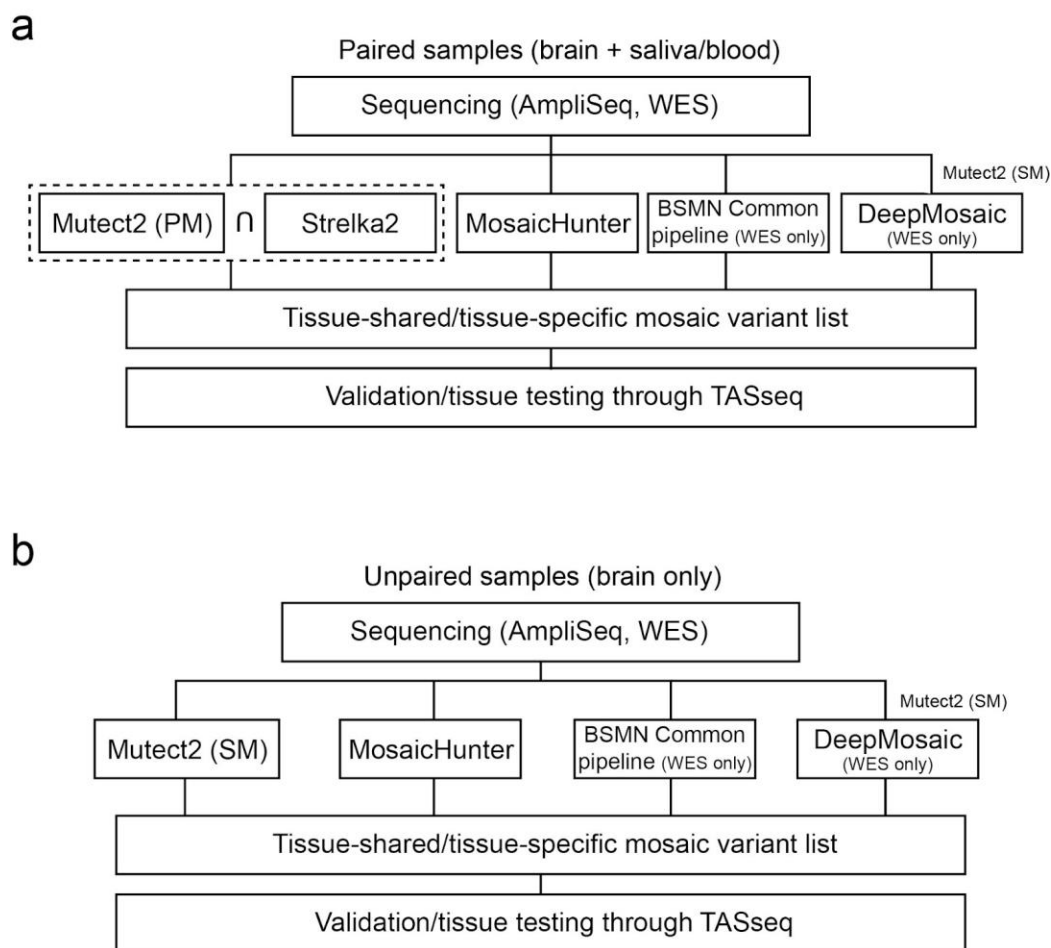 a
Paired samples (brain + saliva/blood)
Sequencing (AmpliSeq, WES)
Mutect2 (SM)
Mutect2 (PM) ∩ Strelka2
MosaicHunter
BSMN Common
pipeline (WES only)
DeepMosaic
(WES only)
Tissue-shared/tissue-specific mosaic variant list
Validation/tissue testing through TASseq
b
Unpaired samples (brain only)
Sequencing (AmpliSeq, WES)
Mutect2 (SM)
Mutect2 (SM)
MosaicHunter
BSMN Common
pipeline (WES only)
DeepMosaic
(WES only)
Tissue-shared/tissue-specific mosaic variant list
Validation/tissue testing through TASseq